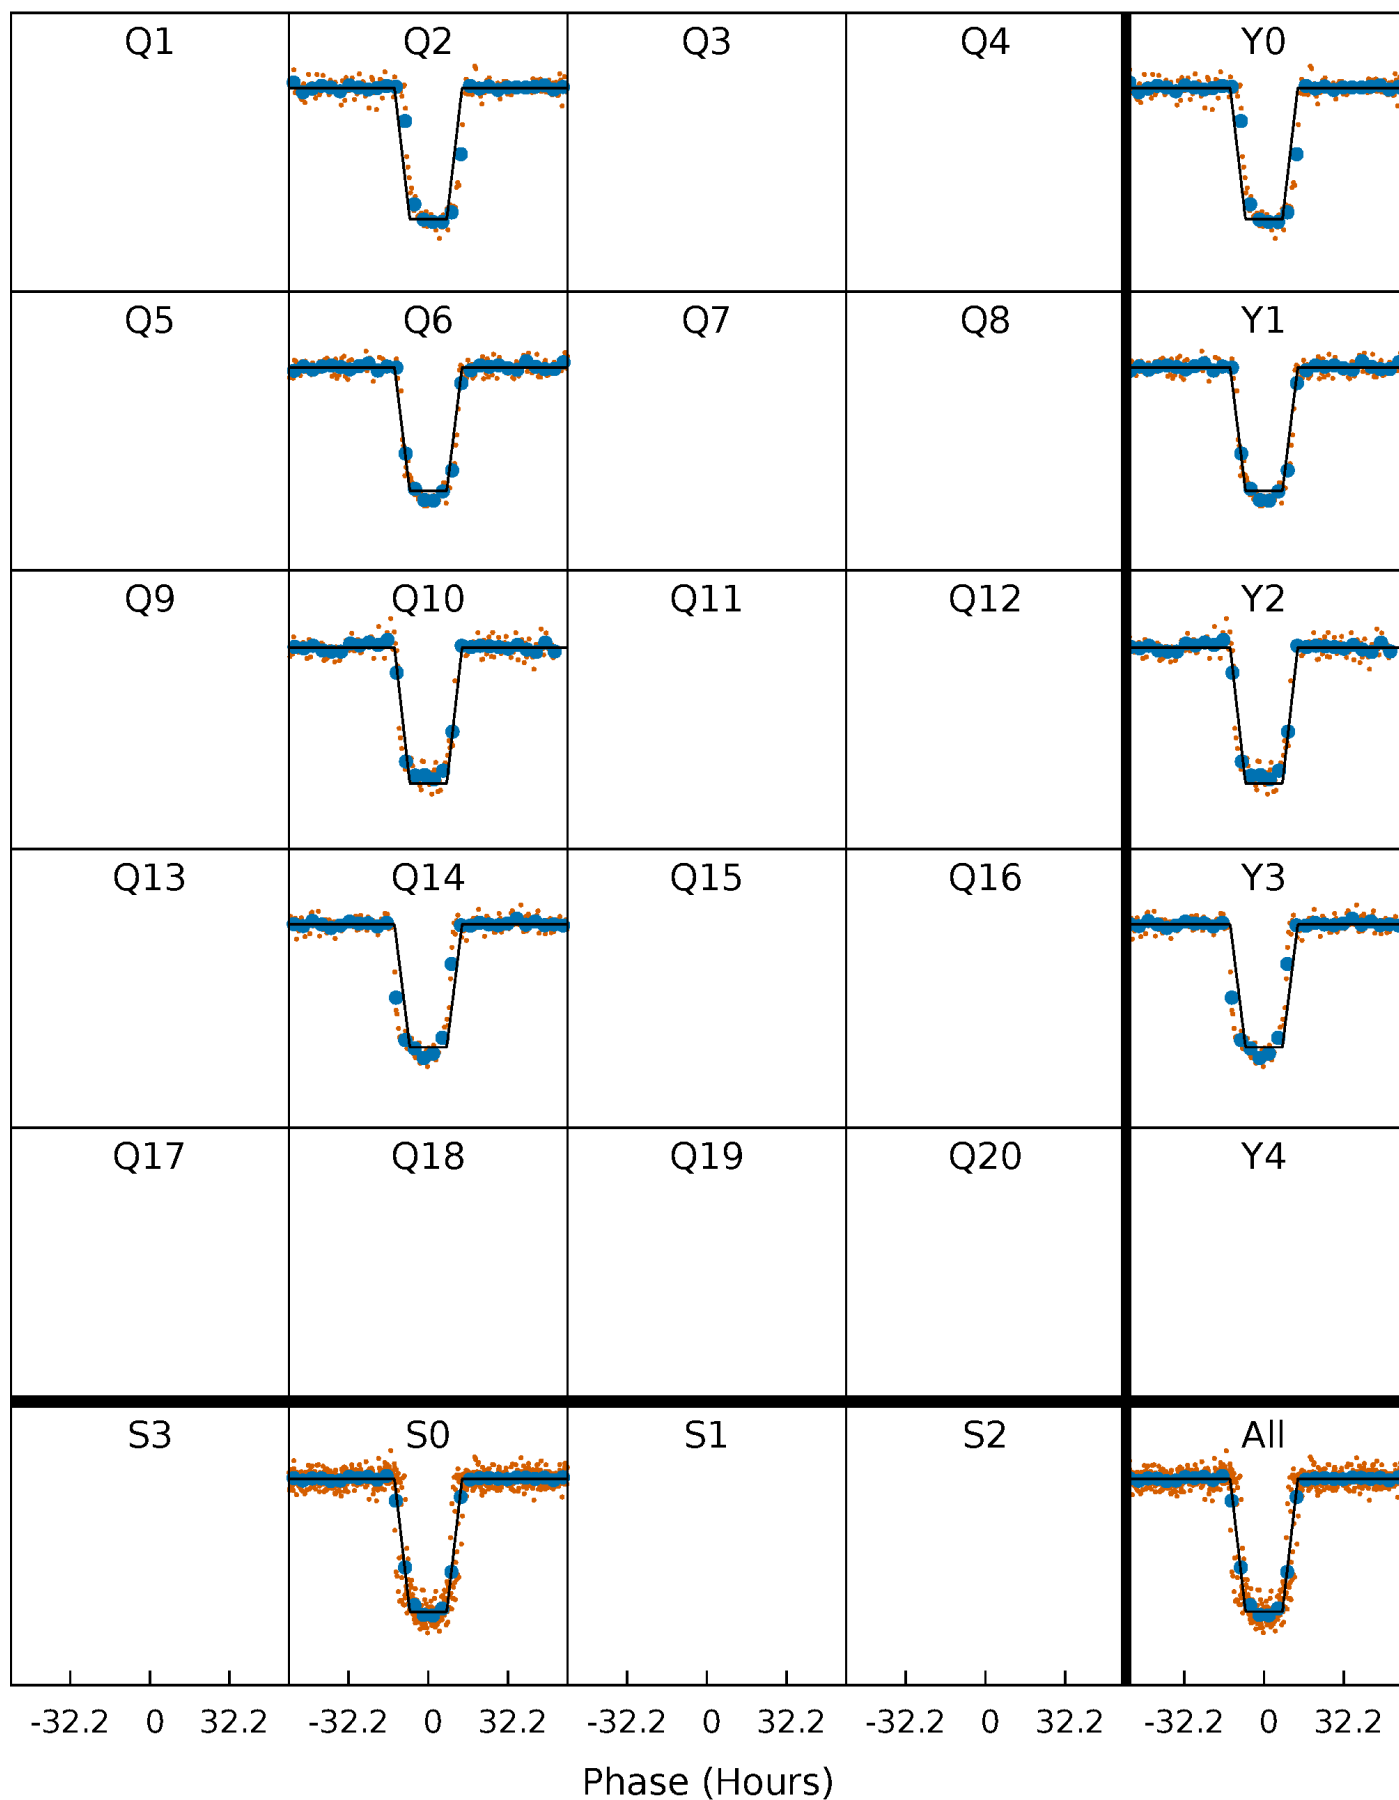 Q1 Q2 Q3 Q4 Y0
Q5 Q6 Q7 Q8 Y1
Q9 Q10 Q11 Q12 Y2
Q13 Q14 Q15 Q16 Y3
Q17 Q18 Q19 Q20 Y4
S3 S0 S1 S2 All
-32.2 0 32.2 -32.2 0 32.2 -32.2 0 32.2 -32.2 0 32.2 -32.2 0 32.2
Phase (Hours)